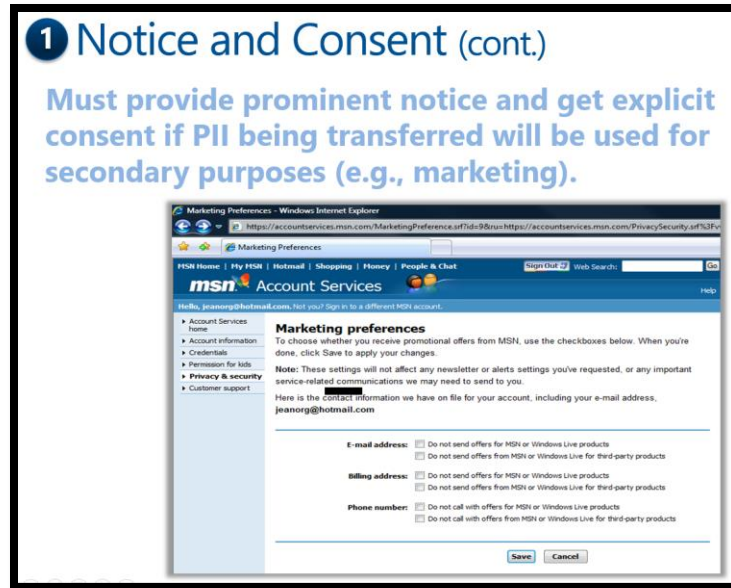 1 Notice and Consent (cont.)
Must provide prominent notice and get explicit
consent if PII being transferred will be used for
secondary purposes (e.g., marketing).
Marketing Preferences - Windows Internet Explorer
https://accountservices.msn.com/MarketingPreference.srf?id=9&ru=https://accountservices.msn.com/PrivacySecurity.srf%3Fv
Marketing Preferences
MSN Home | My MSN | Hotmail | Shopping | Money | People & Chat Sign Out Web Search: Go
msn Account Services Help
Hello, jeanorg@hotmail.com. Not you? Sign in to a different MSN account.
Account Services
home
Account information
Credentials
Permission for kids
Privacy & security
Customer support
Marketing preferences
To choose whether you receive promotional offers from MSN, use the checkboxes below. When you're
done, click Save to apply your changes.
Note: These settings will not affect any newsletter or alerts settings you've requested, or any important
service-related communications we may need to send to you.
Here is the contact information we have on file for your account, including your e-mail address,
jeanorg@hotmail.com
E-mail address: Do not send offers for MSN or Windows Live products
Do not send offers from MSN or Windows Live for third-party products
Billing address: Do not send offers for MSN or Windows Live products
Do not send offers from MSN or Windows Live for third-party products
Phone number: Do not call with offers for MSN or Windows Live products
Do not call with offers from MSN or Windows Live for third-party products
Save Cancel